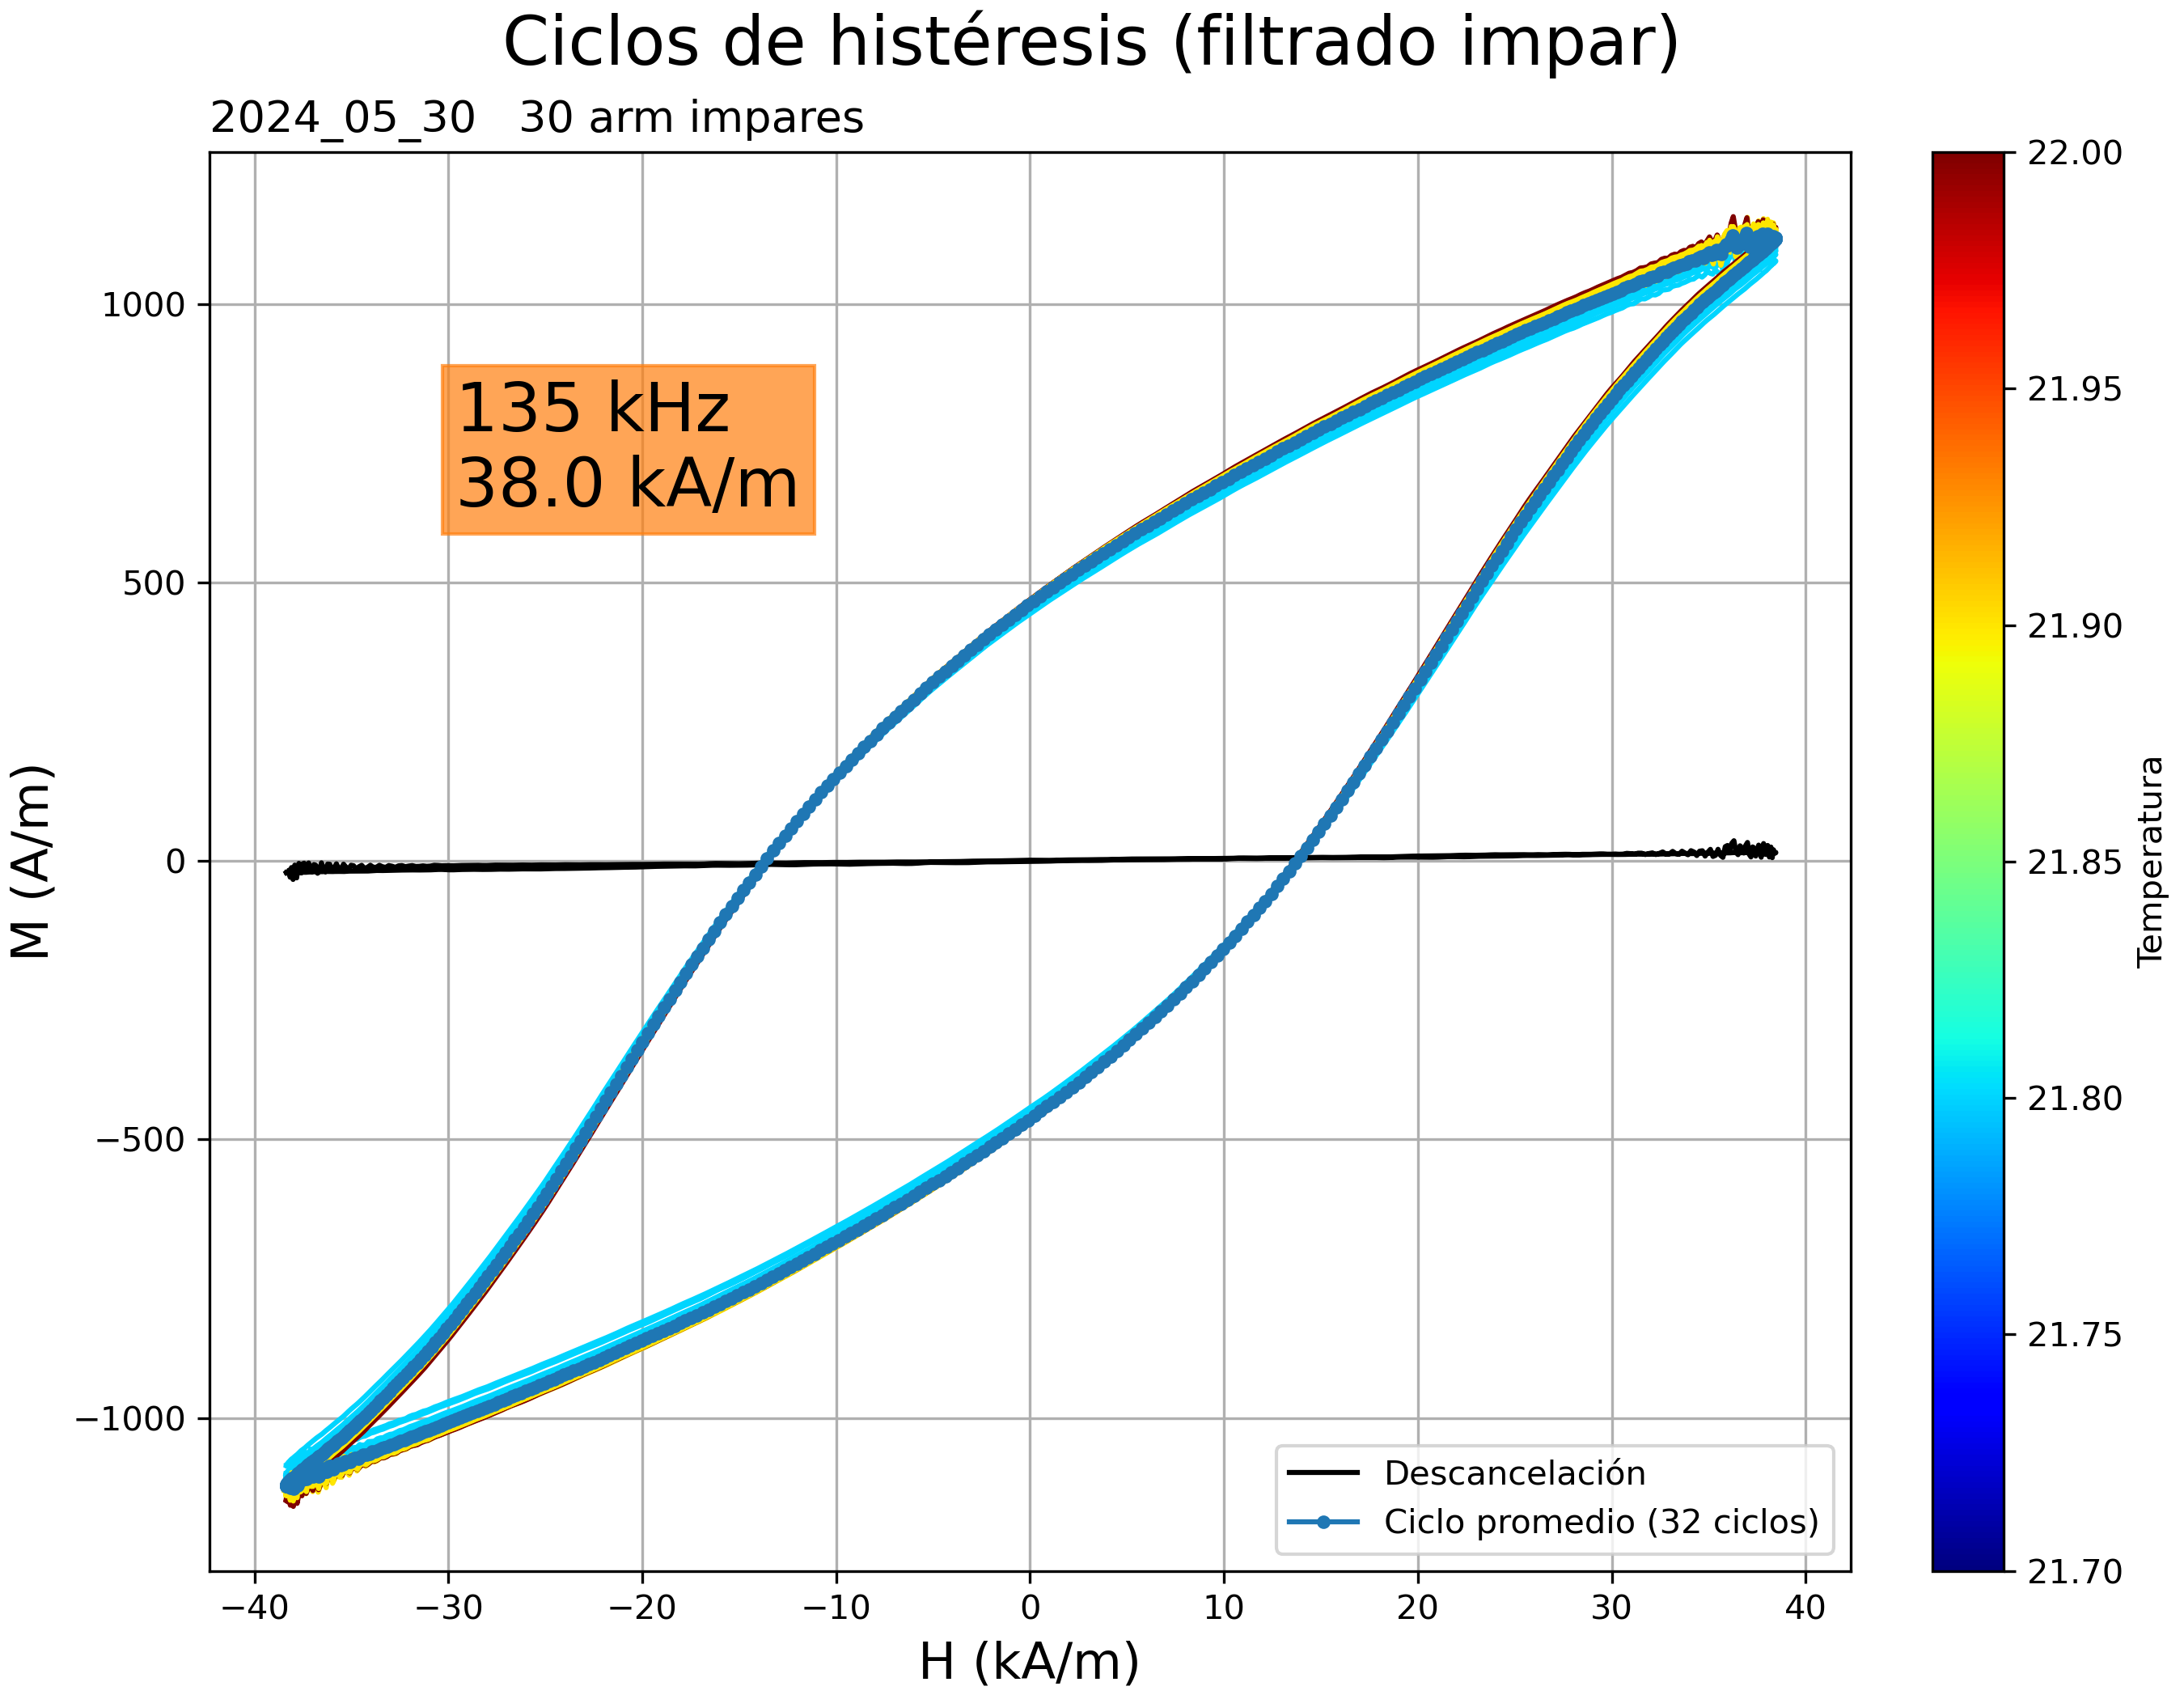 Ciclos de histéresis (filtrado impar)
2024_05_30   30 arm impares
135 kHz
38.0 kA/m
M (A/m)
1000
500
0
−500
−1000
−40
−30
−20
−10
0
10
20
30
40
H (kA/m)
Descancelación
Ciclo promedio (32 ciclos)
22.00
21.95
21.90
21.85
21.80
21.75
21.70
Temperatura